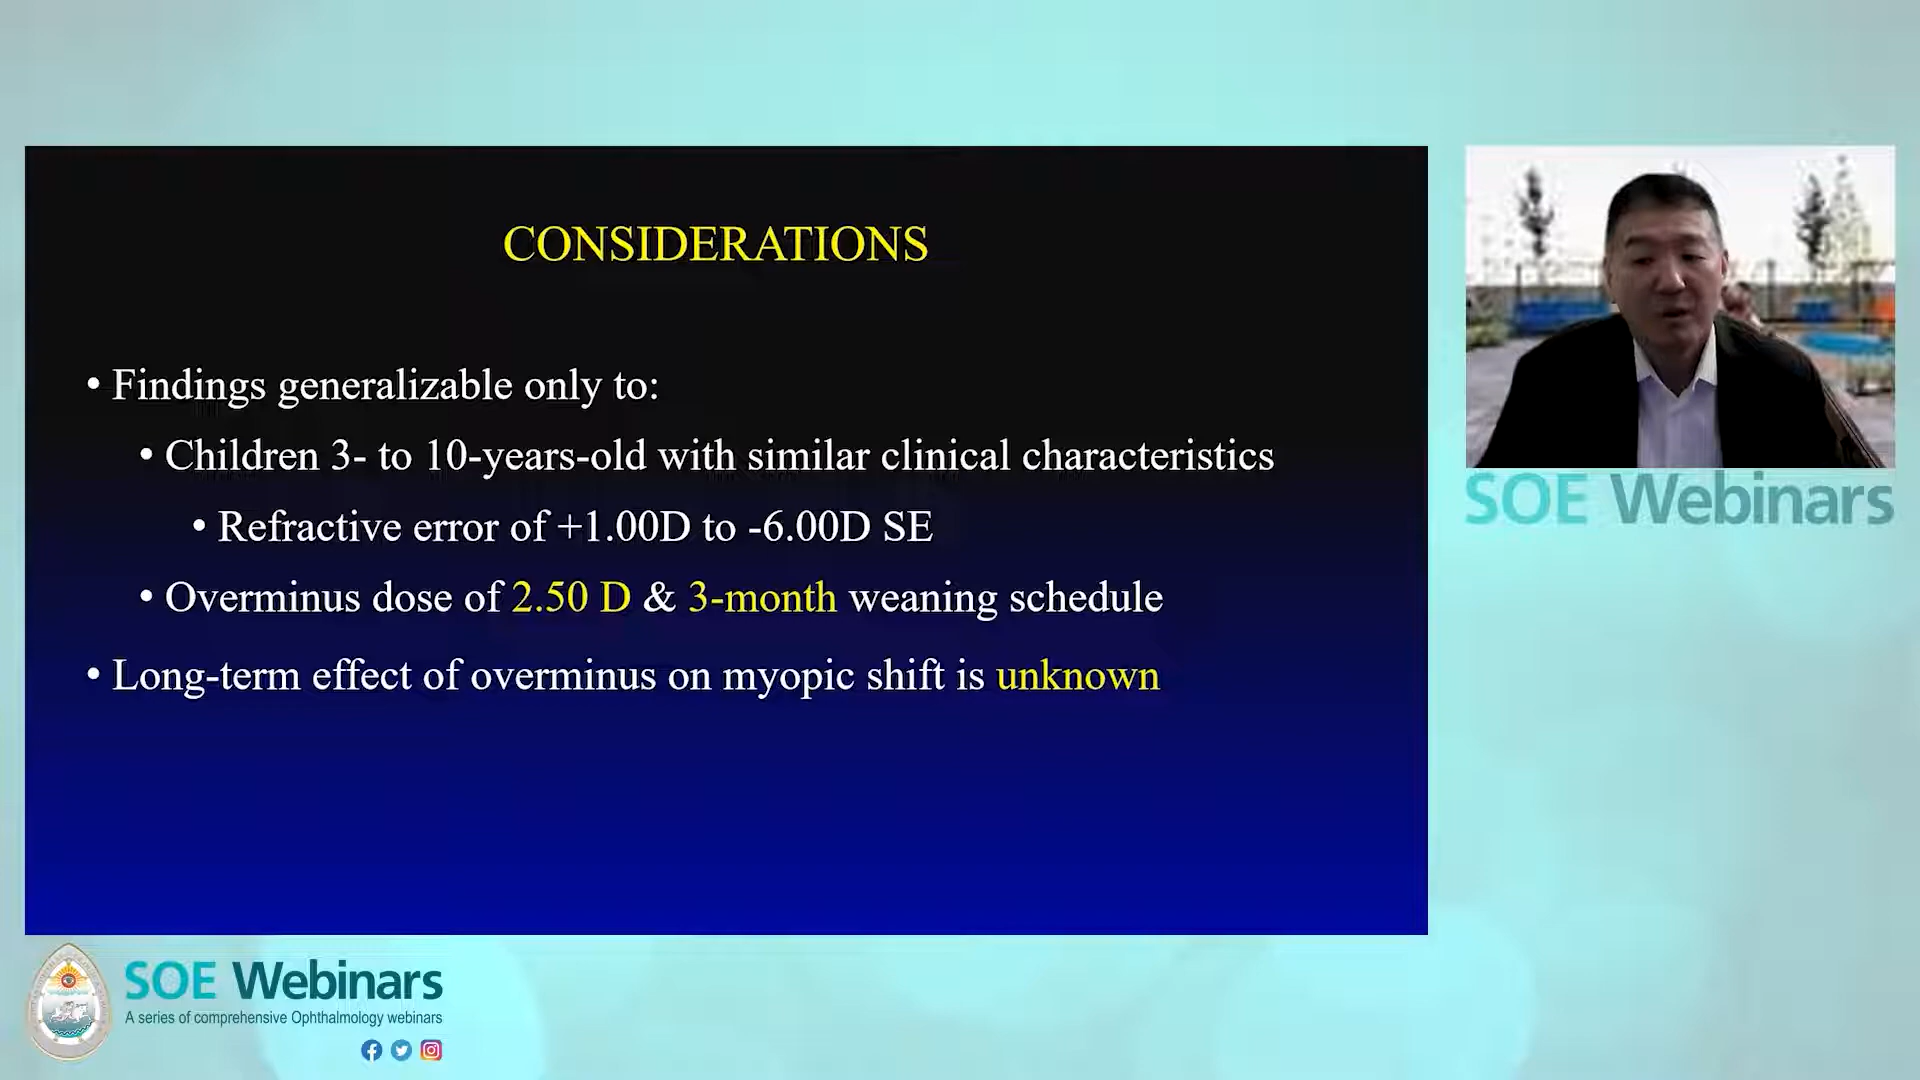 CONSIDERATIONS
• Findings generalizable only to:
• Children 3- to 10-years-old with similar clinical characteristics
• Refractive error of +1.00D to -6.00D SE
• Overminus dose of 2.50 D & 3-month weaning schedule
• Long-term effect of overminus on myopic shift is unknown
SOE Webinars
SOE Webinars
A series of comprehensive Ophthalmology webinars